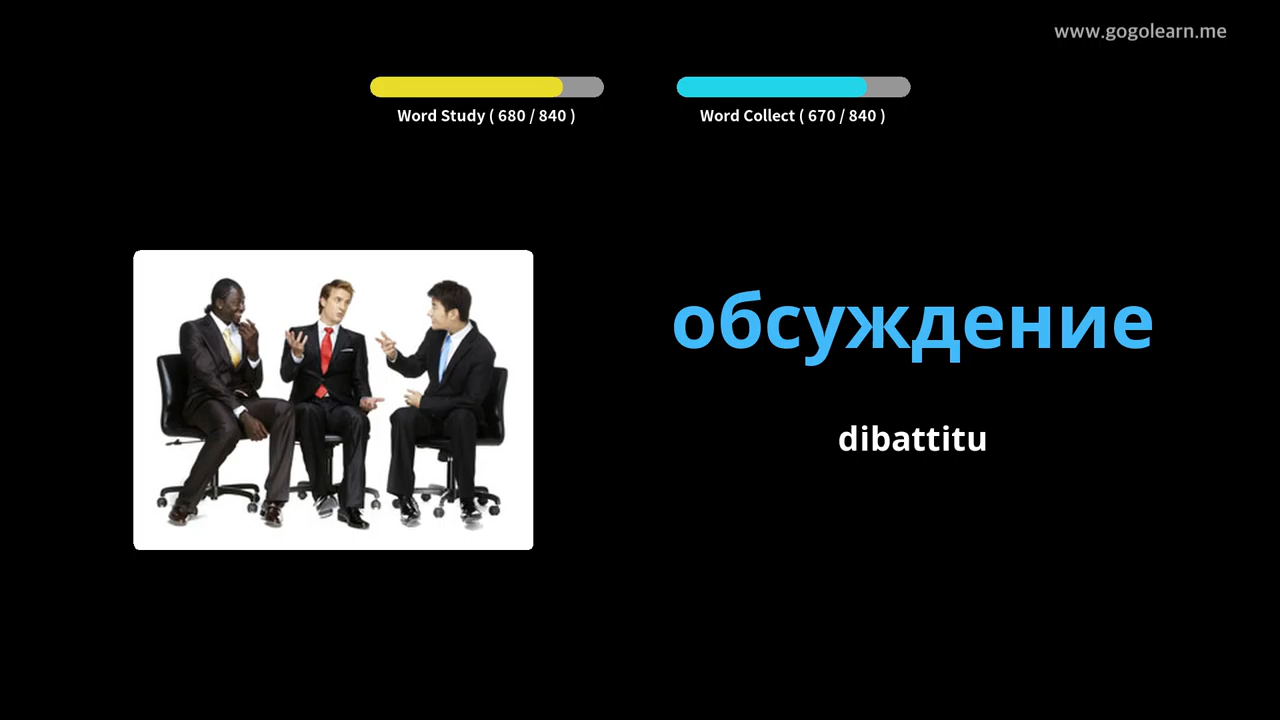 www.gogolearn.me
Word Study ( 680 / 840 )
Word Collect ( 670 / 840 )
обсуждение
dibattitu